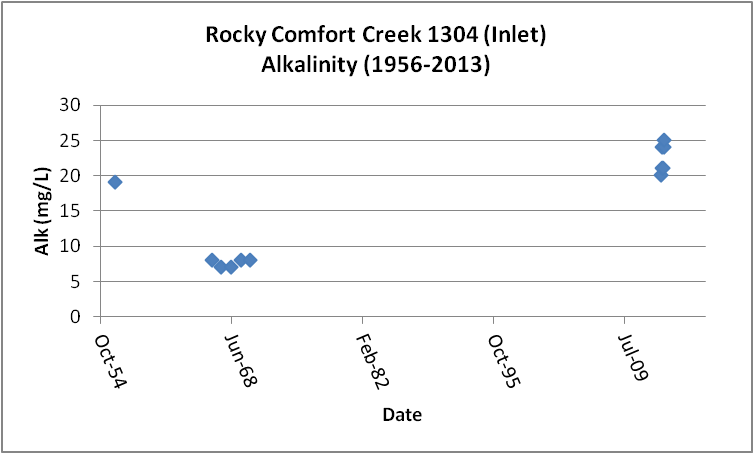 Rocky Comfort Creek 1304 (Inlet)
Alkalinity (1956-2013)
30
25
20
15
10
5
0
Alk (mg/L)
Oct-54
Jun-68
Feb-82
Oct-95
Jul-09
Date